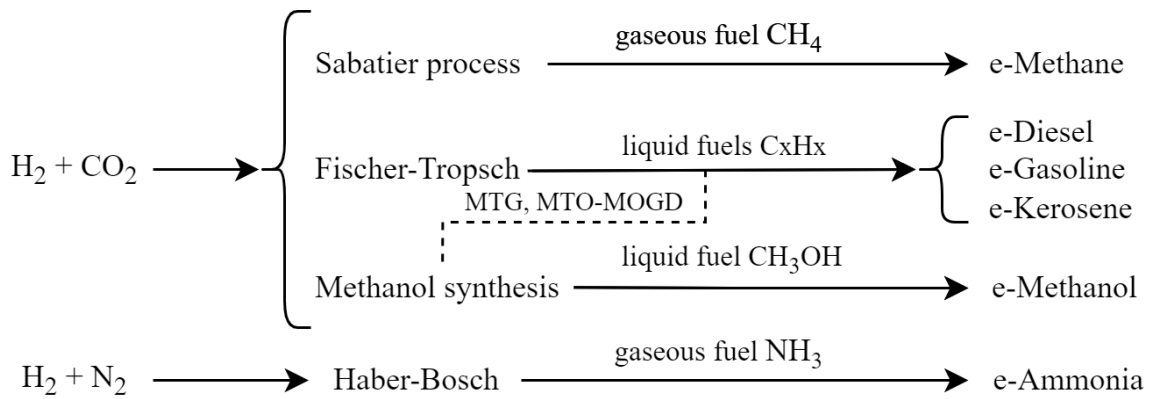 gaseous fuel CH₄
Sabatier process
e-Methane
H₂ + CO₂
Fischer-Tropsch
liquid fuels CxHx
e-Diesel
e-Gasoline
e-Kerosene
MTG, MTO-MOGD
liquid fuel CH₃OH
Methanol synthesis
e-Methanol
H₂ + N₂
Haber-Bosch
gaseous fuel NH₃
e-Ammonia